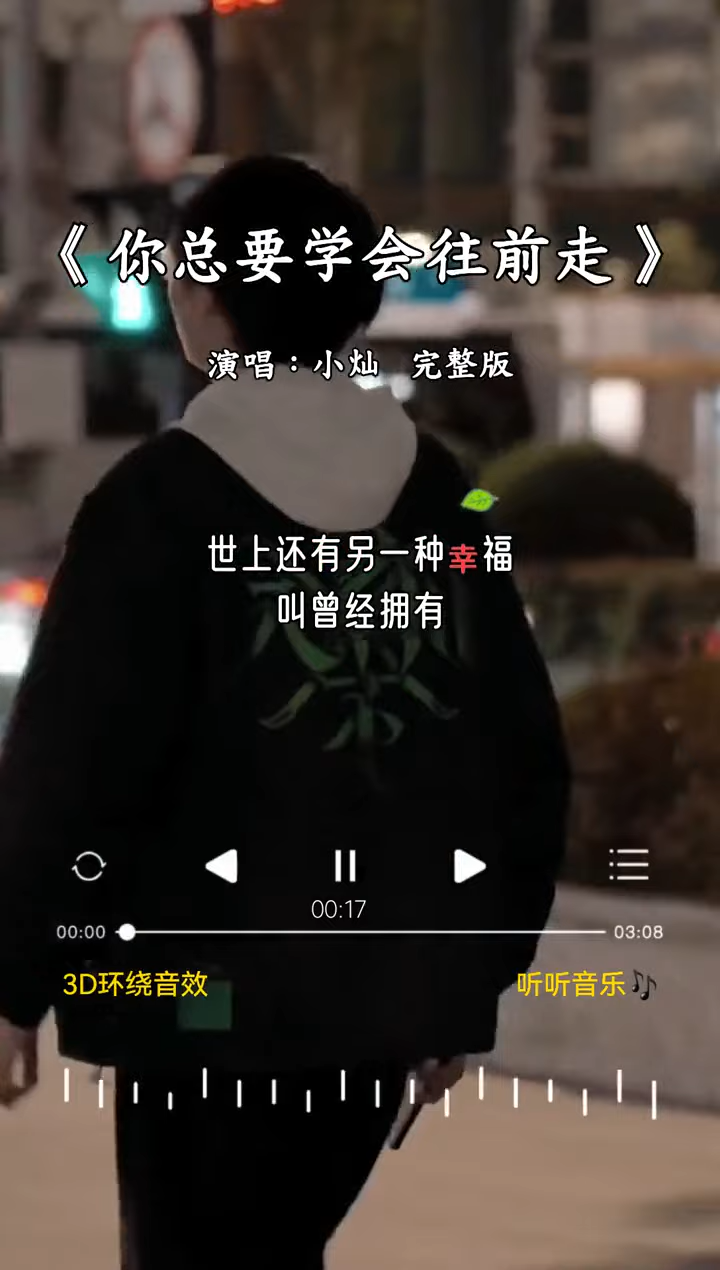 《你总要学会往前走》
演唱：小灿 完整版
世上还有另一种幸福
叫曾经拥有
00:17
00:00 03:08
3D环绕音效 听听音乐